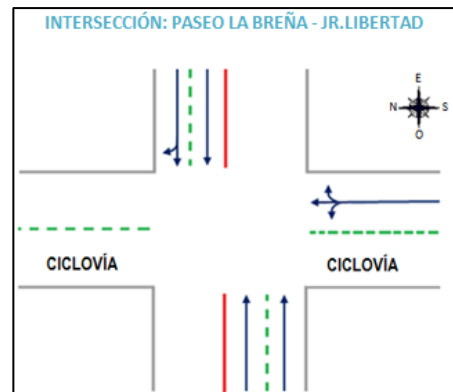 INTERSECCIÓN: PASEO LA BREÑA - JR.LIBERTAD
E
N S
O
CICLOVÍA CICLOVÍA